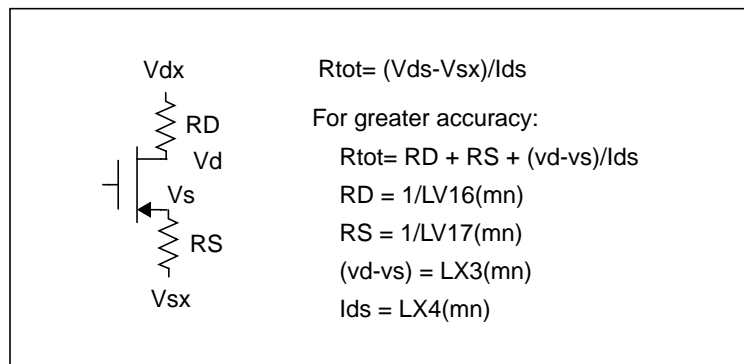 Vdx
RD
Vd
Vs
RS
Vsx
Rtot= (Vds-Vsx)/Ids
For greater accuracy:
Rtot= RD + RS + (vd-vs)/Ids
RD = 1/LV16(mn)
RS = 1/LV17(mn)
(vd-vs) = LX3(mn)
Ids = LX4(mn)